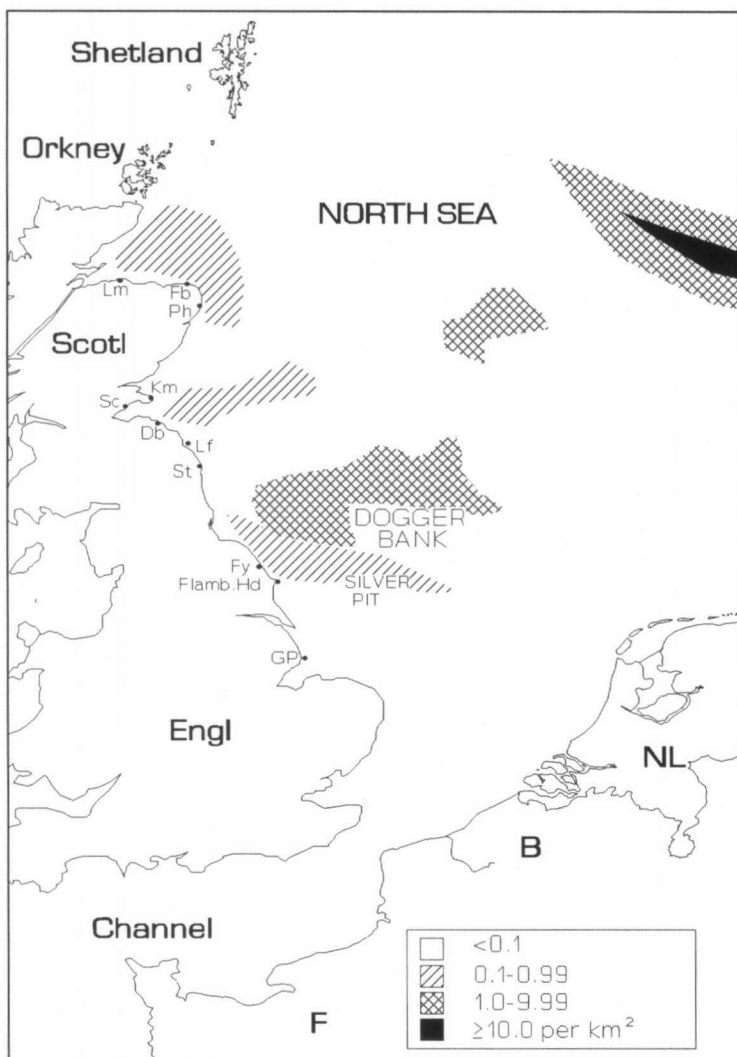 Shetland
Orkney
NORTH SEA
Lm
Fb
Ph
Scotl
Km
Sc
Db
Lf
St
DOGGER
BANK
Fy
Flamb.Hd
SILVER
PIT
GP
Engl
NL
B
Channel
F
<0.1
0.1-0.99
1.0-9.99
≥10.0 per km²